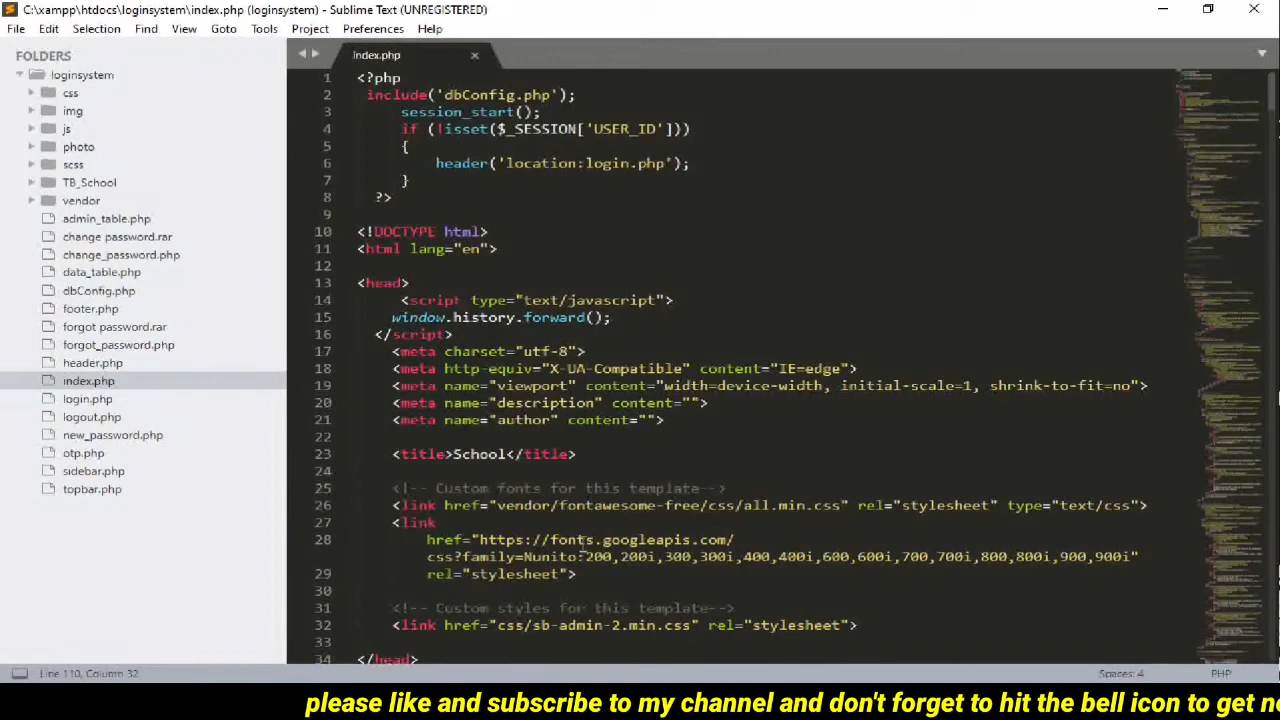 C:\xampp\htdocs\loginsystem\index.php (loginsystem) - Sublime Text (UNREGISTERED)
File Edit Selection Find View Goto Tools Project Preferences Help
FOLDERS
loginsystem
css
img
js
photo
scss
TB_School
vendor
admin_table.php
change password.rar
change_password.php
data_table.php
dbConfig.php
footer.php
forgot password.rar
forgot_password.php
header.php
index.php
login.php
logout.php
new_password.php
otp.php
sidebar.php
topbar.php
index.php
1 <?php
2 include('dbConfig.php');
3 session_start();
4 if (!isset($_SESSION['USER_ID']))
5 {
6 header('location:login.php');
7 }
8 ?>
9
10 <!DOCTYPE html>
11 <html lang="en">
12
13 <head>
14 <script type="text/javascript">
15 window.history.forward();
16 </script>
17 <meta charset="utf-8">
18 <meta http-equiv="X-UA-Compatible" content="IE=edge">
19 <meta name="viewport" content="width=device-width, initial-scale=1, shrink-to-fit=no">
20 <meta name="description" content="">
21 <meta name="author" content="">
22
23 <title>School</title>
24
25 <!-- Custom fonts for this template-->
26 <link href="vendor/fontawesome-free/css/all.min.css" rel="stylesheet" type="text/css">
27 <link
28 href="https://fonts.googleapis.com/
css?family=Nunito:200,200i,300,300i,400,400i,600,600i,700,700i,800,800i,900,900i"
29 rel="stylesheet">
30
31 <!-- Custom styles for this template-->
32 <link href="css/sb-admin-2.min.css" rel="stylesheet">
33
34 </head>
Line 110, Column 32 Spaces: 4 PHP
please like and subscribe to my channel and don't forget to hit the bell icon to get